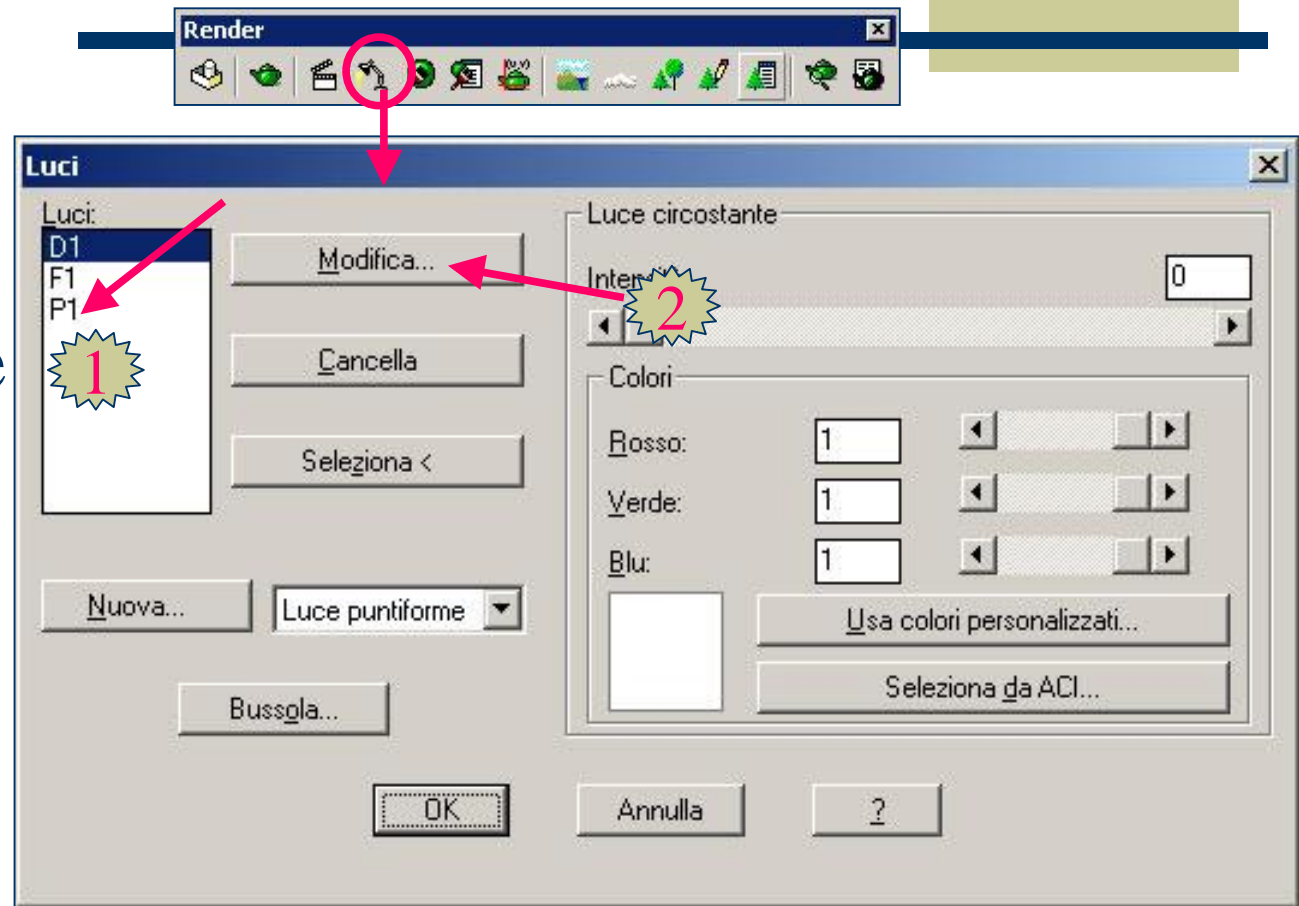 Render
Luci
Luci:
D1
F1
P1
1
Modifica...
Cancella
Seleziona <
Nuova...
Luce puntiforme
Bussola...
Luce circostante
0
2
Colori
Rosso:
1
Verde:
1
Blu:
1
Usa colori personalizzati...
Seleziona da ACI...
OK
Annulla
?